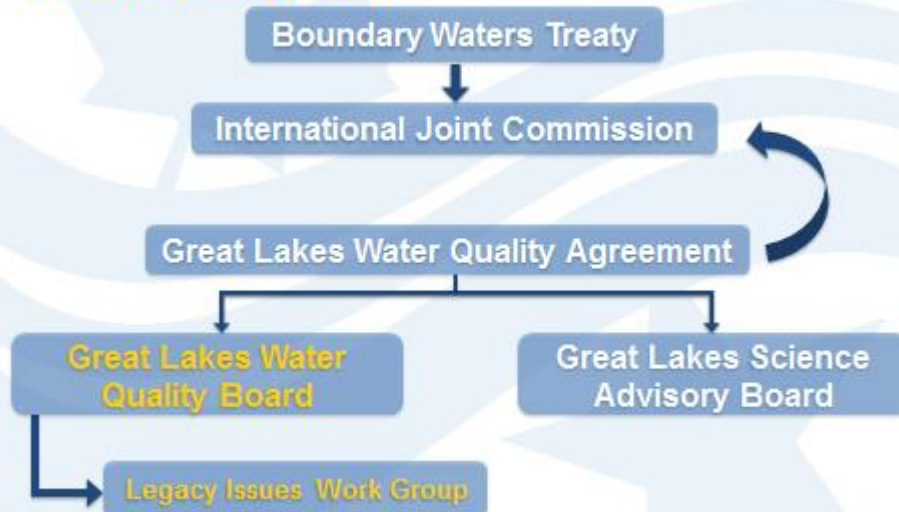 Boundary Waters Treaty
International Joint Commission
Great Lakes Water Quality Agreement
Great Lakes Water
Quality Board
Great Lakes Science
Advisory Board
Legacy Issues Work Group